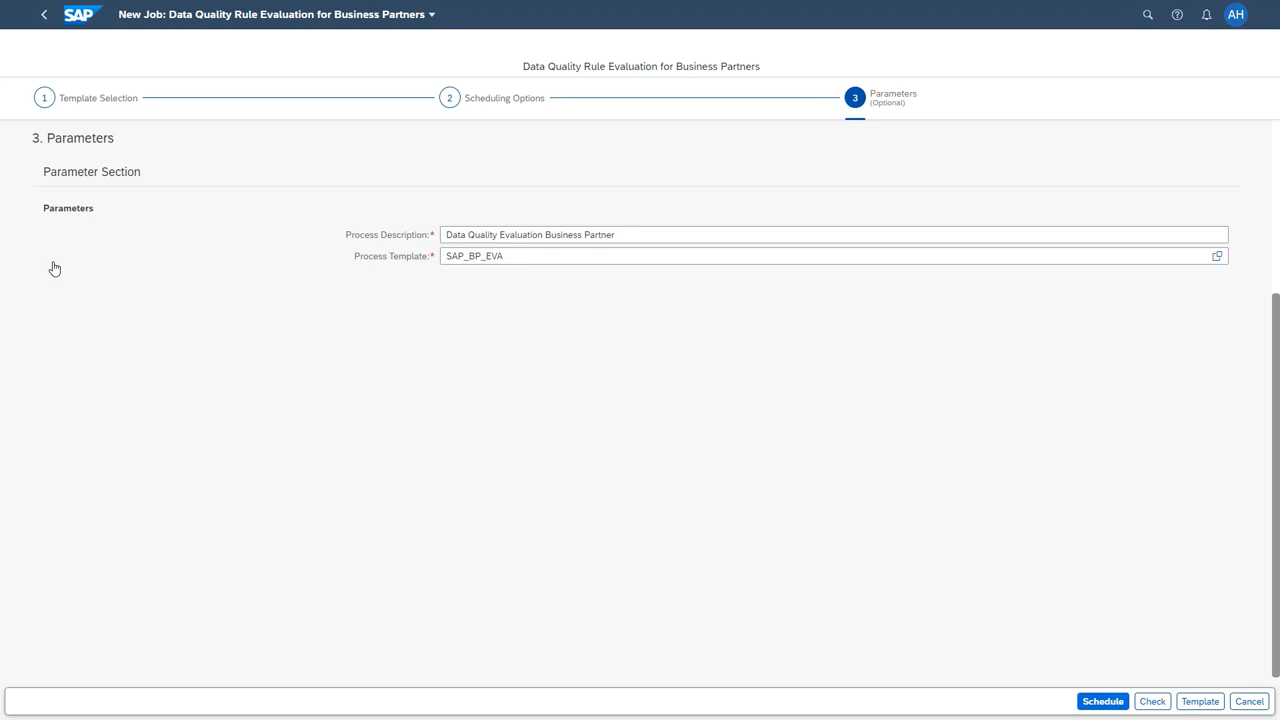 SAP New Job: Data Quality Rule Evaluation for Business Partners AH
Data Quality Rule Evaluation for Business Partners
1 Template Selection 2 Scheduling Options 3 Parameters
(Optional)
3. Parameters
Parameter Section
Parameters
Process Description:* Data Quality Evaluation Business Partner
Process Template:* SAP_BP_EVA
Schedule Check Template Cancel